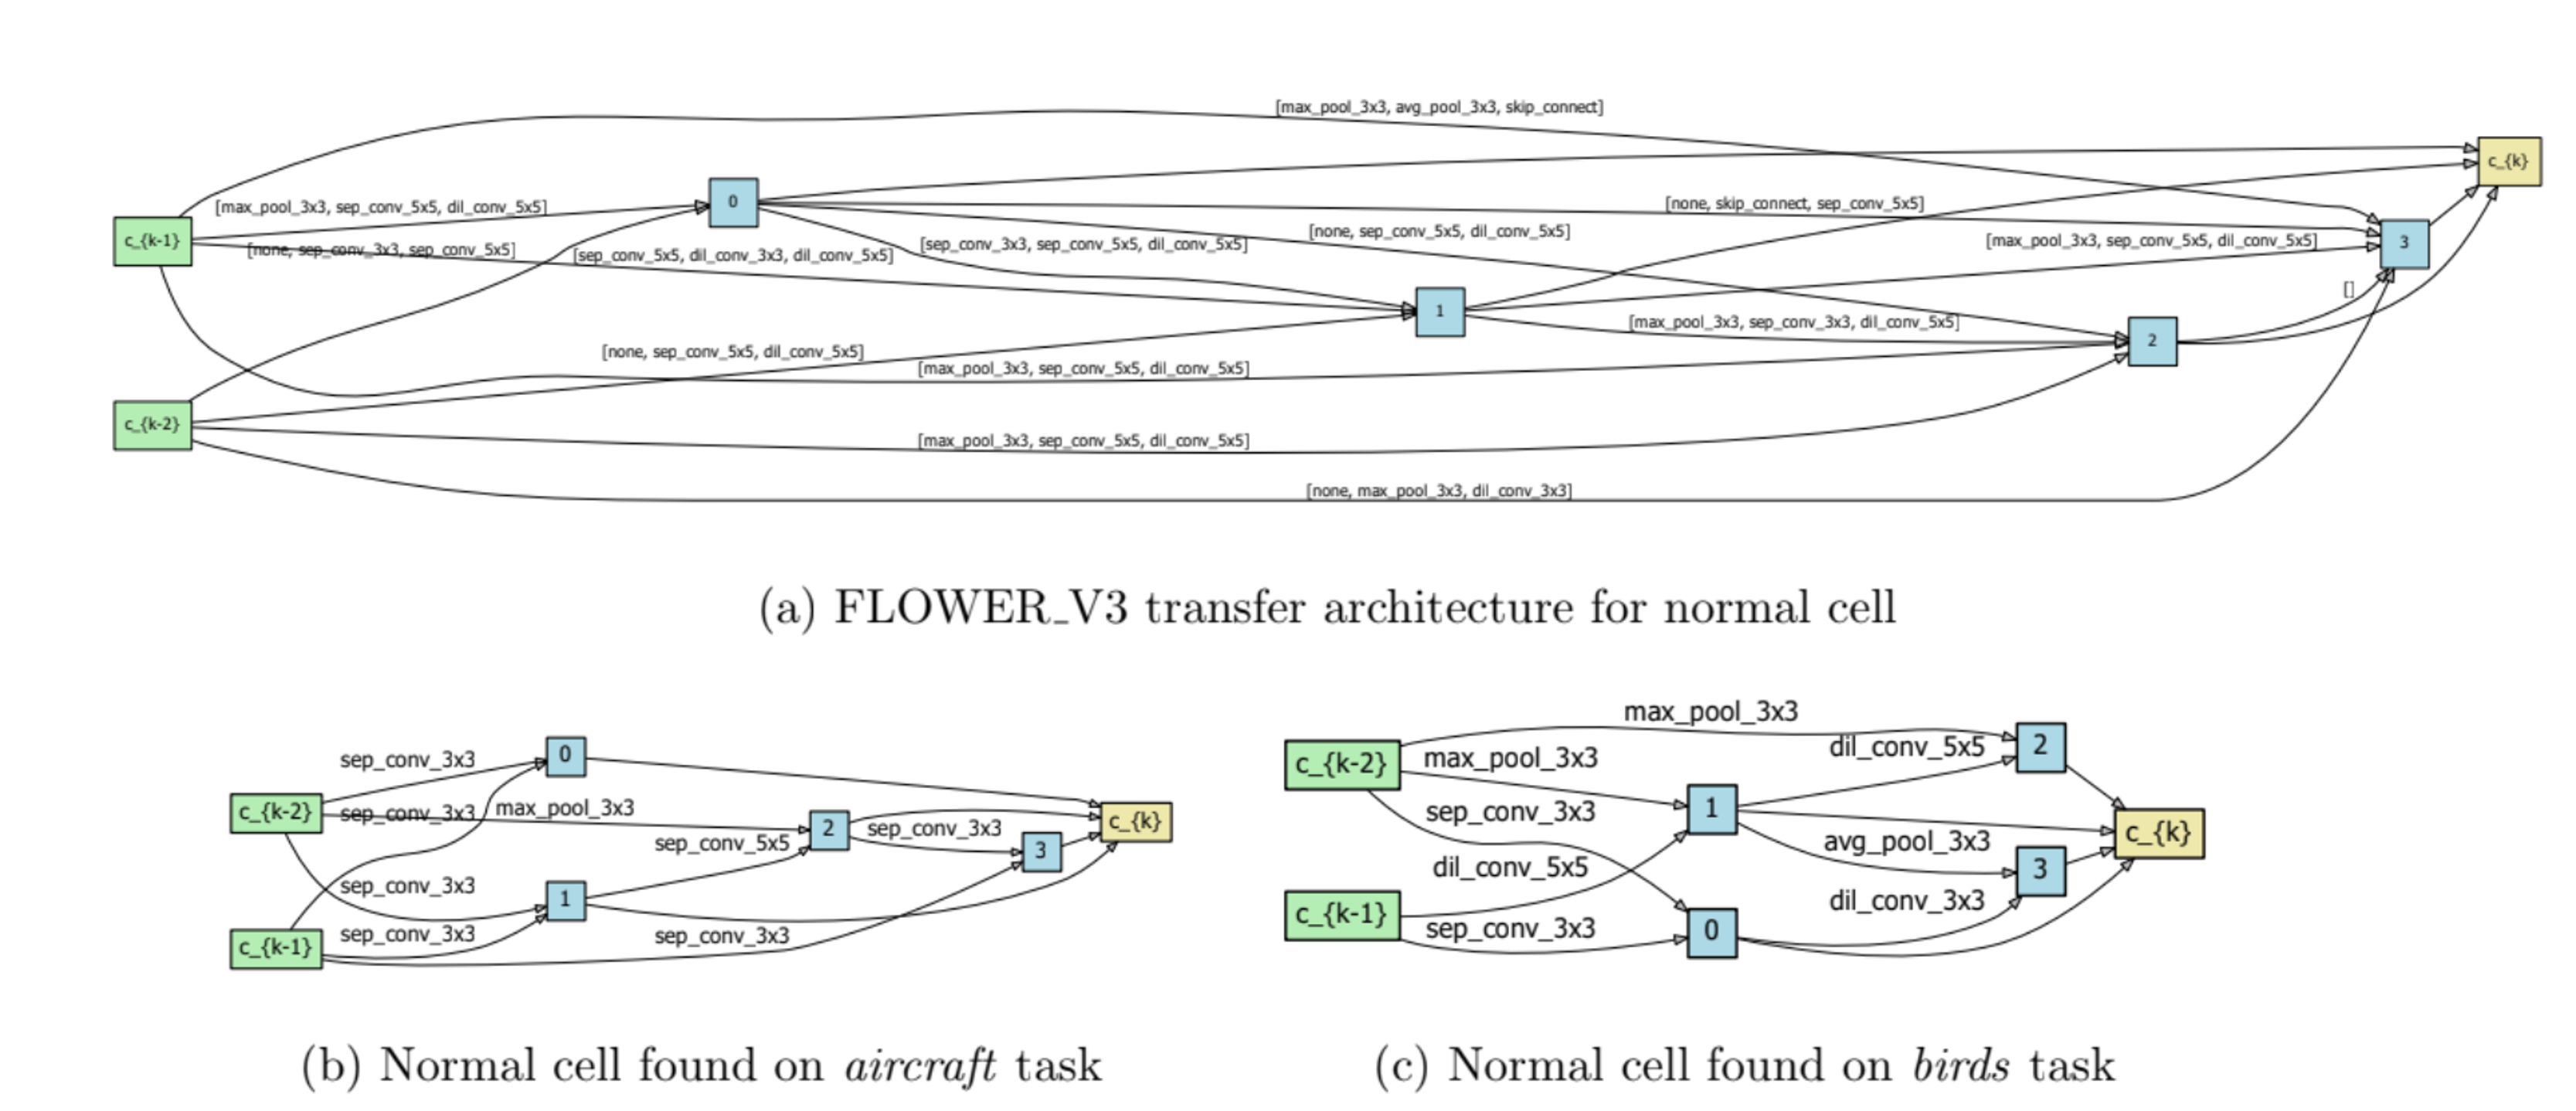 [max_pool_3x3, avg_pool_3x3, skip_connect]
c_{k}
[max_pool_3x3, sep_conv_5x5, dil_conv_5x5]
0
[none, skip_connect, sep_conv_5x5]
[none, sep_conv_5x5, dil_conv_5x5]
c_{k-1}
[none, sep_conv_3x3, sep_conv_5x5]
[sep_conv_5x5, dil_conv_3x3, dil_conv_5x5]
[sep_conv_3x3, sep_conv_5x5, dil_conv_5x5]
[max_pool_3x3, sep_conv_5x5, dil_conv_5x5]
3
[]
1
[max_pool_3x3, sep_conv_3x3, dil_conv_5x5]
2
[none, sep_conv_5x5, dil_conv_5x5]
[max_pool_3x3, sep_conv_5x5, dil_conv_5x5]
c_{k-2}
[max_pool_3x3, sep_conv_5x5, dil_conv_5x5]
[none, max_pool_3x3, dil_conv_3x3]
(a) FLOWER_V3 transfer architecture for normal cell
sep_conv_3x3
0
c_{k-2}
sep_conv_3x3
max_pool_3x3
2
sep_conv_3x3
c_{k}
sep_conv_5x5
3
sep_conv_3x3
1
c_{k-1}
sep_conv_3x3
sep_conv_3x3
(b) Normal cell found on aircraft task
max_pool_3x3
c_{k-2}
max_pool_3x3
dil_conv_5x5
2
sep_conv_3x3
1
c_{k}
avg_pool_3x3
dil_conv_5x5
3
c_{k-1}
sep_conv_3x3
0
dil_conv_3x3
(c) Normal cell found on birds task